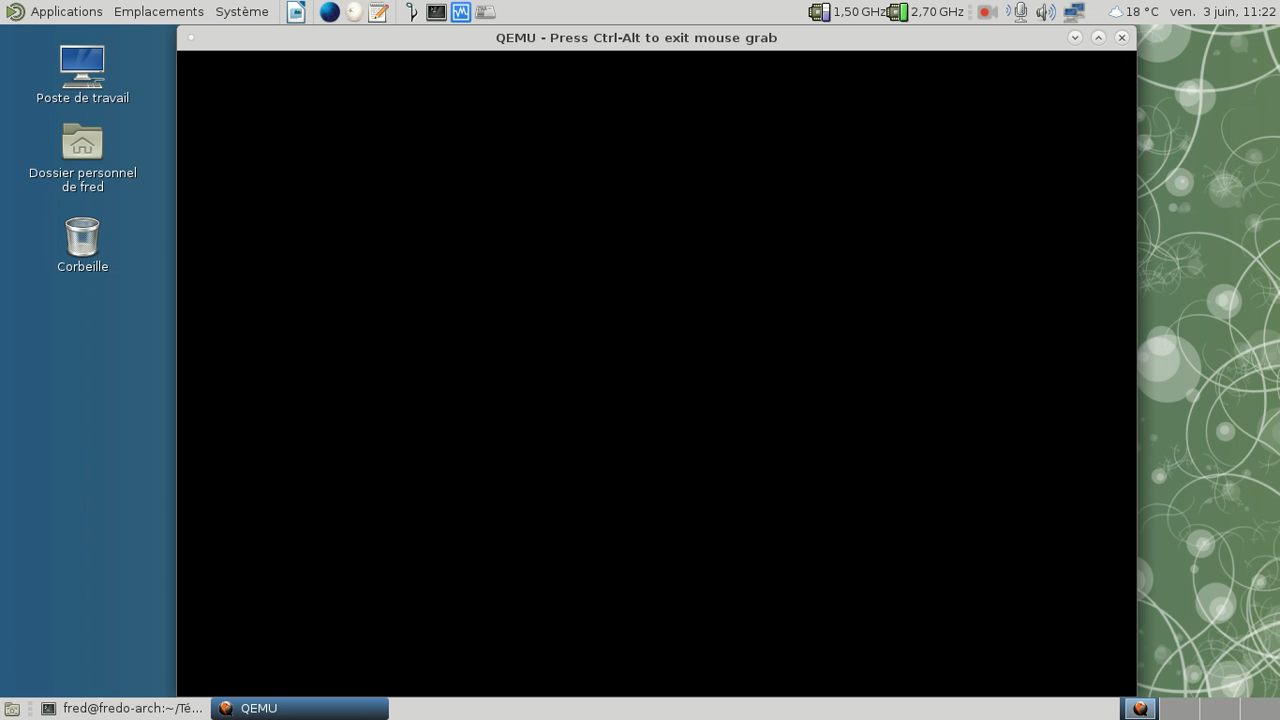 Applications Emplacements Système 1,50 GHz 2,70 GHz 18 °C ven. 3 juin, 11:22
QEMU - Press Ctrl-Alt to exit mouse grab
Poste de travail
Dossier personnel
de fred
Corbeille
fred@fredo-arch:~/Té... QEMU